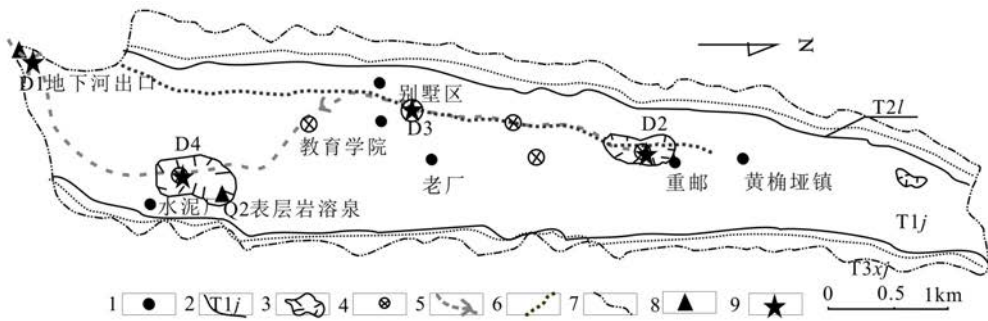 N
D1地下河出口
别墅区
D3
D2
T2l
D4
教育学院
老厂
重邮
黄桷垭镇
水泥厂
Q2表层岩溶泉
T1j
T3xj
1 2 T1j 3 4 5 6 7 8 9
0 0.5 1km